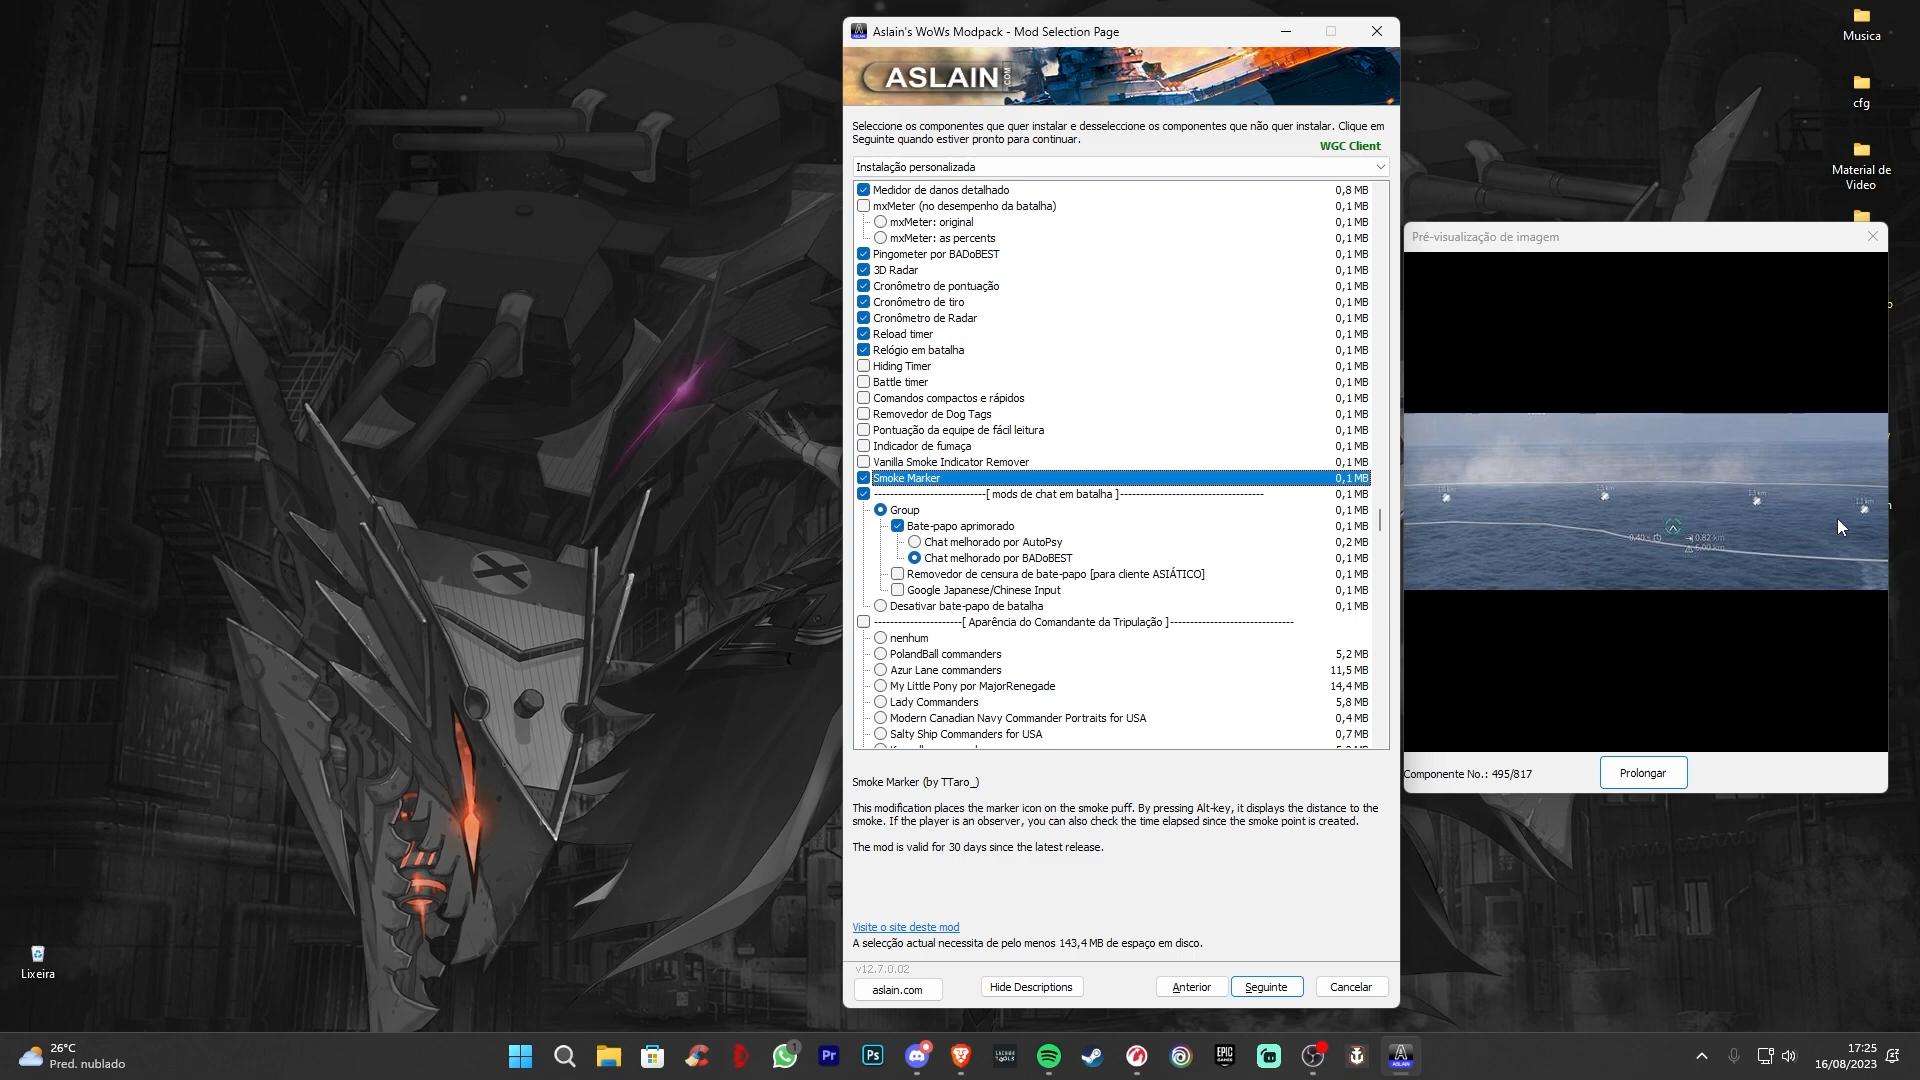 Aslain's WoWs Modpack - Mod Selection Page
ASLAIN.COM
Seleccione os componentes que quer instalar e desseleccione os componentes que não quer instalar. Clique em
Seguinte quando estiver pronto para continuar.
WGC Client
Instalação personalizada
Medidor de danos detalhado 0,8 MB
mxMeter (no desempenho da batalha) 0,1 MB
mxMeter: original 0,1 MB
mxMeter: as percents 0,1 MB
Pingometer por BADoBEST 0,1 MB
3D Radar 0,1 MB
Cronômetro de pontuação 0,1 MB
Cronômetro de tiro 0,1 MB
Cronômetro de Radar 0,1 MB
Reload timer 0,1 MB
Relógio em batalha 0,1 MB
Hiding Timer 0,1 MB
Battle timer 0,1 MB
Comandos compactos e rápidos 0,1 MB
Removedor de Dog Tags 0,1 MB
Pontuação da equipe de fácil leitura 0,1 MB
Indicador de fumaça 0,1 MB
Vanilla Smoke Indicator Remover 0,1 MB
Smoke Marker 0,1 MB
----------------------------[ mods de chat em batalha ]------------------------------------ 0,1 MB
Group 0,1 MB
Bate-papo aprimorado 0,1 MB
Chat melhorado por AutoPsy 0,2 MB
Chat melhorado por BADoBEST 0,1 MB
Removedor de censura de bate-papo [para cliente ASIÁTICO] 0,1 MB
Google Japanese/Chinese Input 0,1 MB
Desativar bate-papo de batalha 0,1 MB
----------------------[ Aparência do Comandante da Tripulação ]-------------------------------
nenhum
PolandBall commanders 5,2 MB
Azur Lane commanders 11,5 MB
My Little Pony por MajorRenegade 14,4 MB
Lady Commanders 5,8 MB
Modern Canadian Navy Commander Portraits for USA 0,4 MB
Salty Ship Commanders for USA 0,7 MB
Smoke Marker (by TTaro_)
This modification places the marker icon on the smoke puff. By pressing Alt-key, it displays the distance to the
smoke. If the player is an observer, you can also check the time elapsed since the smoke point is created.
The mod is valid for 30 days since the latest release.
Visite o site deste mod
A selecção actual necessita de pelo menos 143,4 MB de espaço em disco.
v12.7.0.02
aslain.com
Hide Descriptions
Anterior
Seguinte
Cancelar
Pré-visualização de imagem
0.82 km
6.00 km
Componente No.: 495/817
Prolongar
Musica
cfg
Material de
Video
Lixeira
26°C
Pred. nublado
1
Pr
Ps
LACHUN
TOOLS
EPIC
GAMES
A
ASLAIN
17:25
16/08/2023